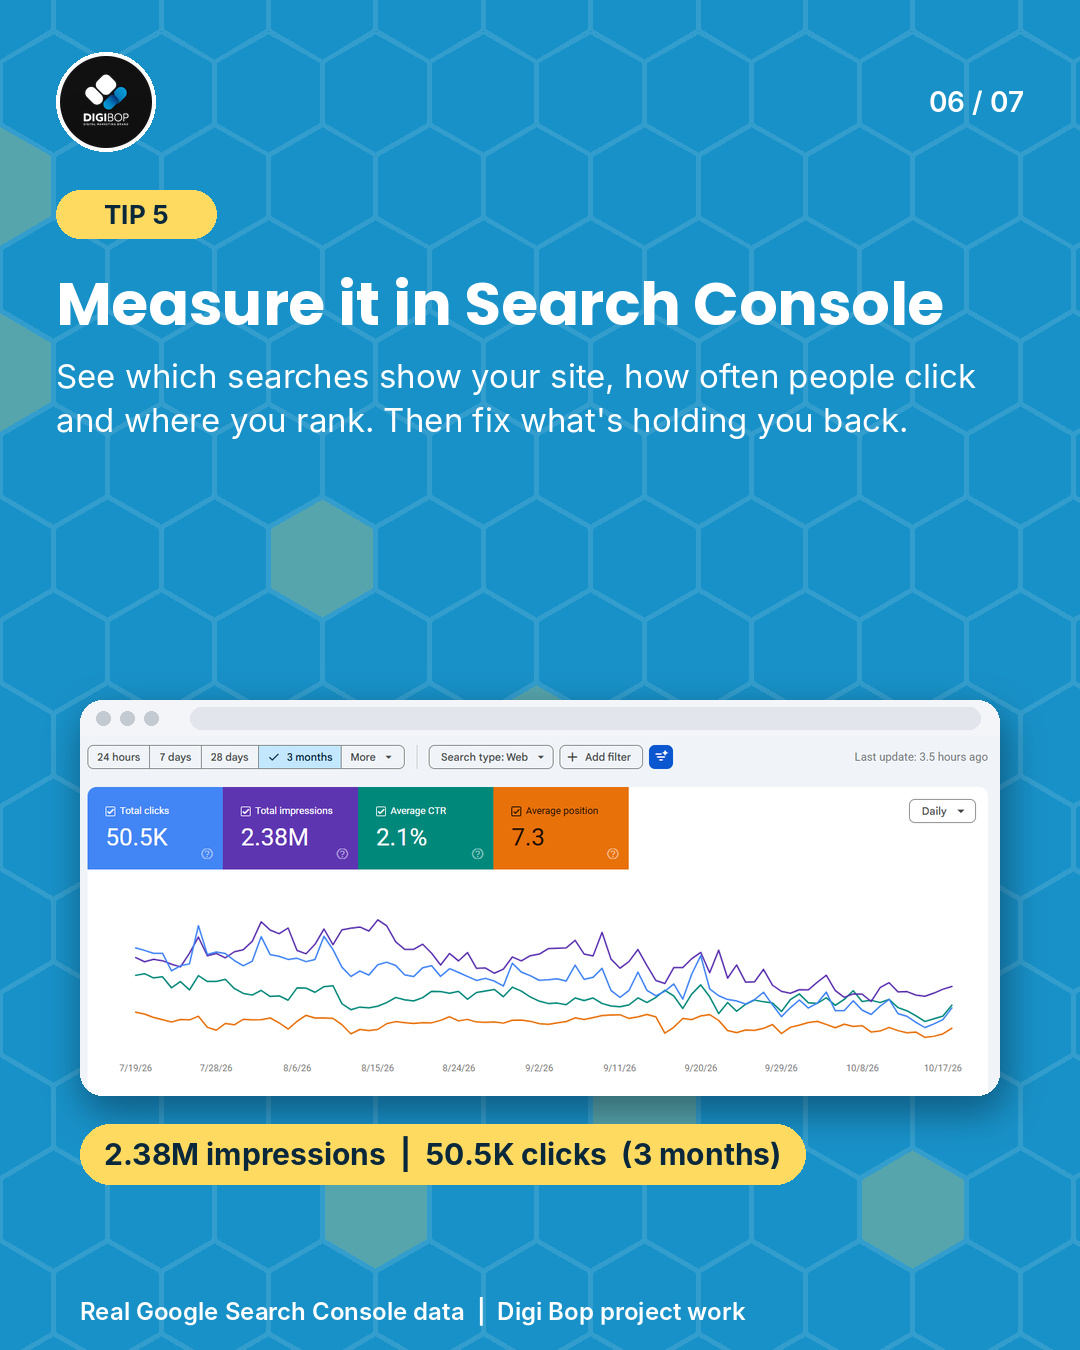 DIGIBOP
06 / 07
TIP 5
Measure it in Search Console
See which searches show your site, how often people click
and where you rank. Then fix what's holding you back.
24 hours 7 days 28 days 3 months More Search type: Web Add filter Last update: 3.5 hours ago
Total clicks Total impressions Average CTR Average position Daily
50.5K 2.38M 2.1% 7.3
7/19/26 7/28/26 8/6/26 8/15/26 8/24/26 9/2/26 9/11/26 9/20/26 9/29/26 10/8/26 10/17/26
2.38M impressions | 50.5K clicks (3 months)
Real Google Search Console data | Digi Bop project work